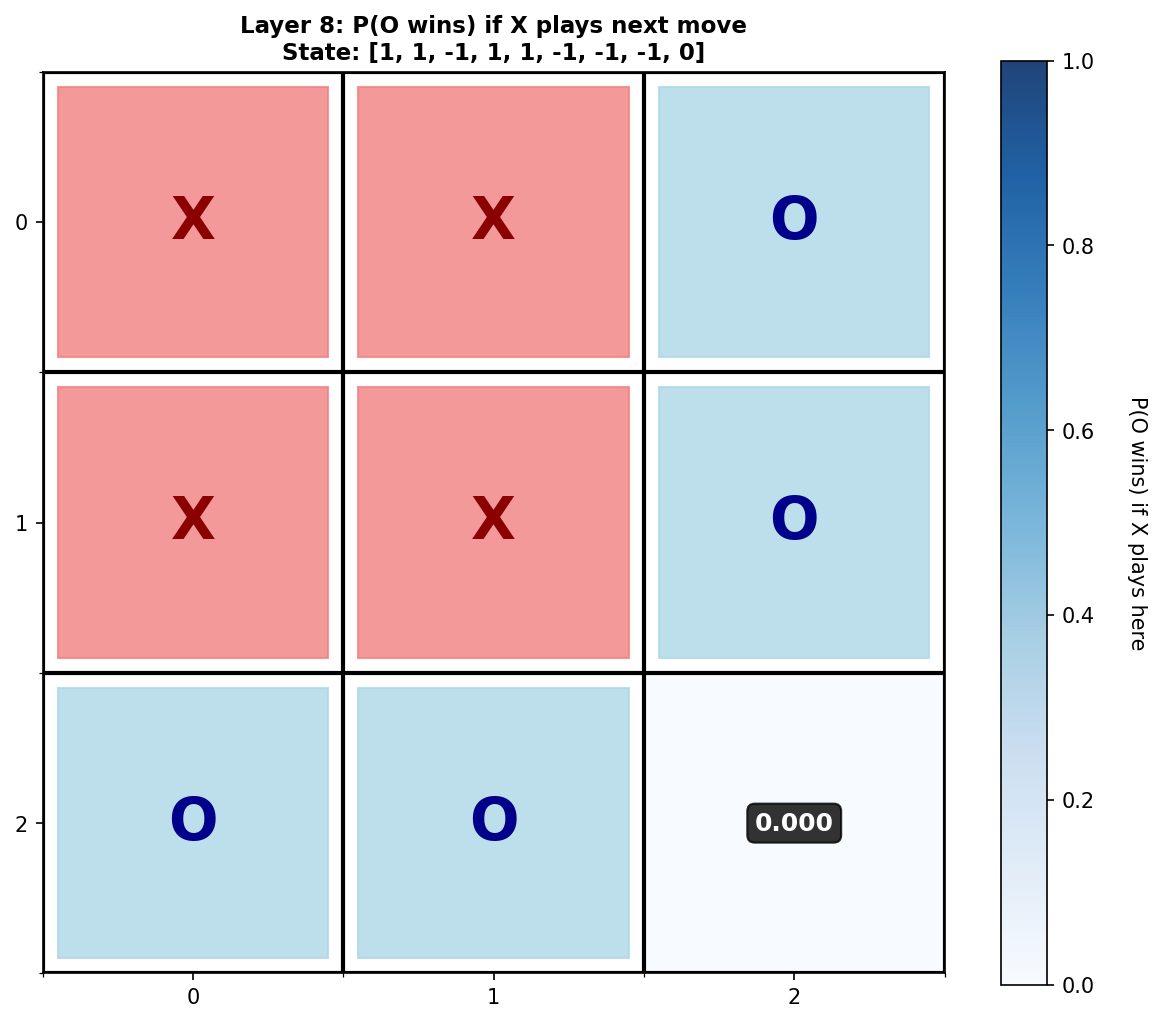 Layer 8: P(O wins) if X plays next move
State: [1, 1, -1, 1, 1, -1, -1, -1, 0]
1.0
0.8
0.6
0.4
0.2
0.0
P(O wins) if X plays here
0
X
X
O
1
X
X
O
2
O
O
0.000
0
1
2